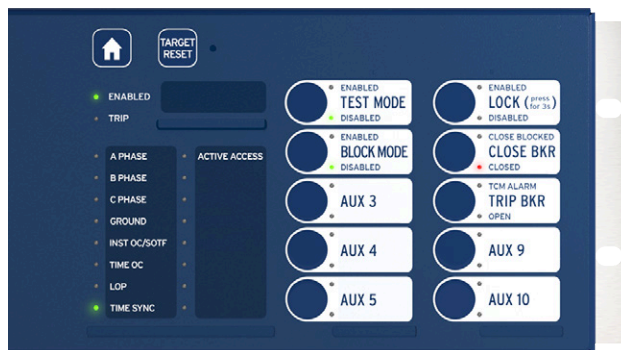 TARGET
RESET
ENABLED
TRIP
A PHASE
B PHASE
C PHASE
GROUND
INST OC/SOTF
TIME OC
LOP
TIME SYNC
ACTIVE ACCESS
ENABLED
TEST MODE
DISABLED
ENABLED
BLOCK MODE
DISABLED
AUX 3
AUX 4
AUX 5
ENABLED
LOCK (press for 3s)
DISABLED
CLOSE BLOCKED
CLOSE BKR
CLOSED
TCM ALARM
TRIP BKR
OPEN
AUX 9
AUX 10